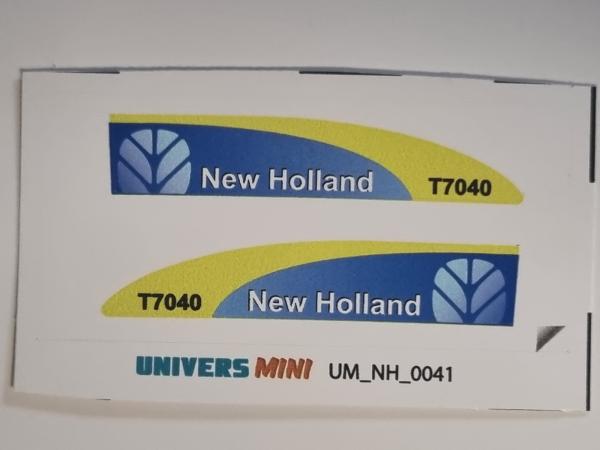 New Holland T7040
T7040 New Holland
UNIVERS MINI UM_NH_0041